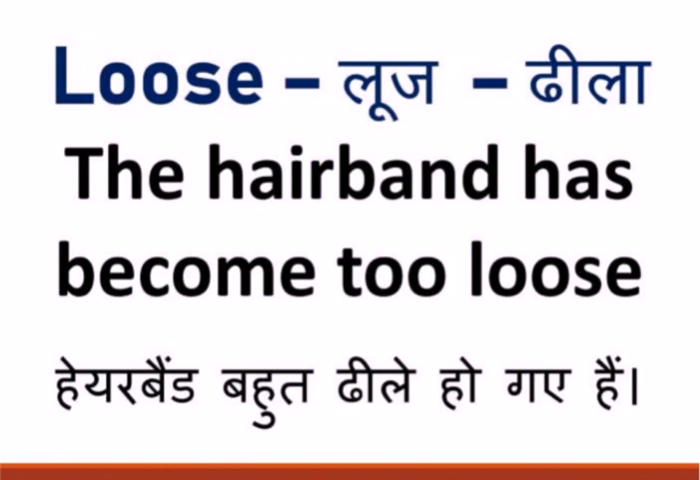 Loose – लूज – ढीला
The hairband has
become too loose
हेयरबैंड बहुत ढीले हो गए हैं।